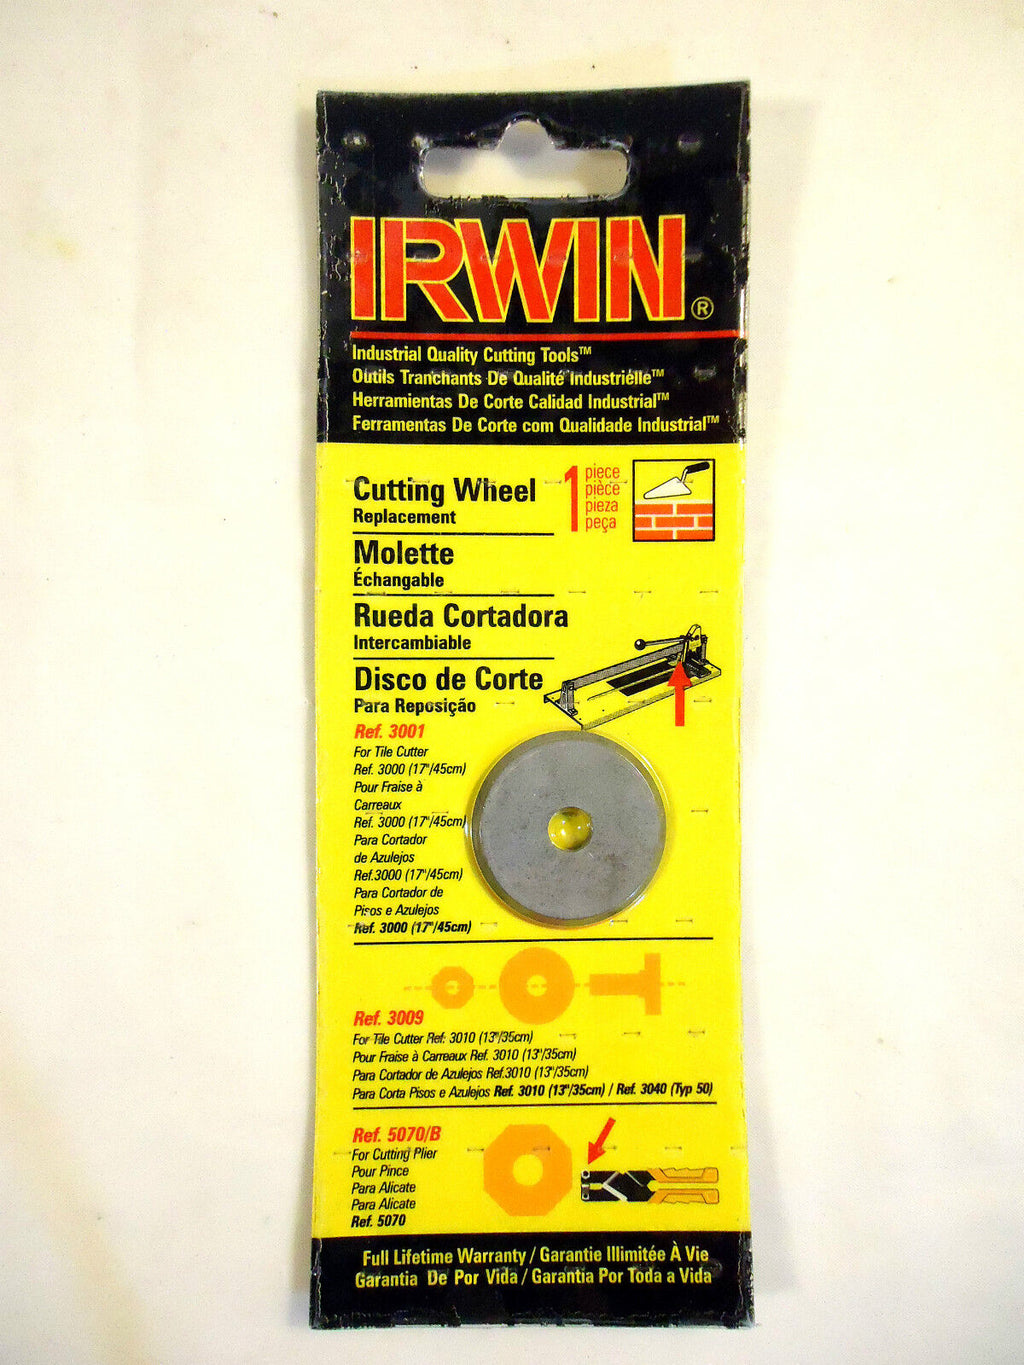 IRWIN®
Industrial Quality Cutting Tools™
Outils Tranchants De Qualité Industrielle™
Herramientas De Corte Calidad Industrial™
Ferramentas De Corte com Qualidade Industrial™
Cutting Wheel
Replacement
1 piece
pièce
pieza
peça
Molette
Échangable
Rueda Cortadora
Intercambiable
Disco de Corte
Para Reposição
Ref. 3001
For Tile Cutter
Ref. 3000 (17"/45cm)
Pour Fraise à
Carreaux
Ref. 3000 (17"/45cm)
Para Cortador
de Azulejos
Ref.3000 (17"/45cm)
Para Cortador de
Pisos e Azulejos
Ref. 3000 (17"/45cm)
Ref. 3009
For Tile Cutter Ref. 3010 (13"/35cm)
Pour Fraise à Carreaux Ref. 3010 (13"/35cm)
Para Cortador de Azulejos Ref.3010 (13"/35cm)
Para Corta Pisos e Azulejos Ref. 3010 (13"/35cm) / Ref. 3040 (Typ 50)
Ref. 5070/B
For Cutting Plier
Pour Pince
Para Alicate
Para Alicate
Ref. 5070
Full Lifetime Warranty / Garantie Illimitée À Vie
Garantia De Por Vida / Garantia Por Toda a Vida